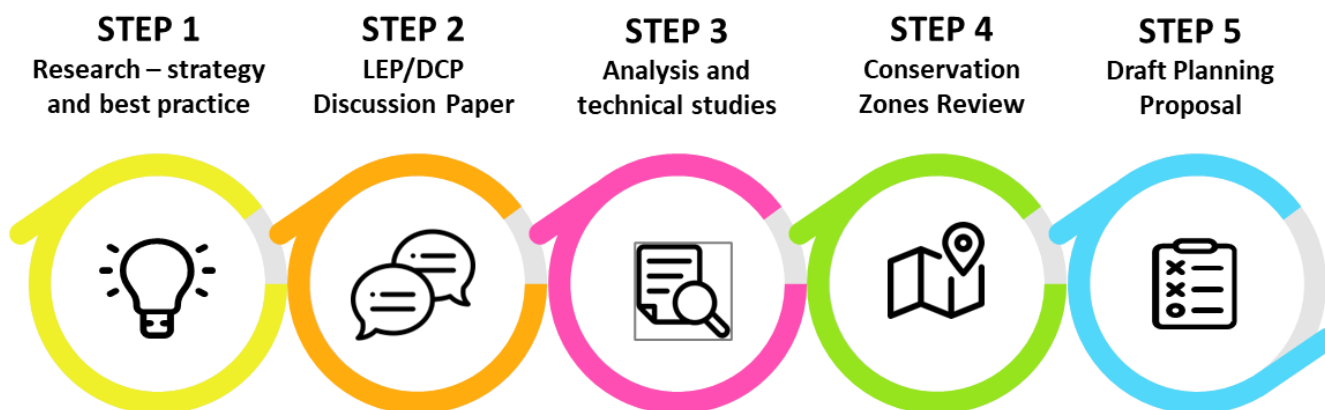 STEP 1
Research – strategy
and best practice
STEP 2
LEP/DCP
Discussion Paper
STEP 3
Analysis and
technical studies
STEP 4
Conservation
Zones Review
STEP 5
Draft Planning
Proposal